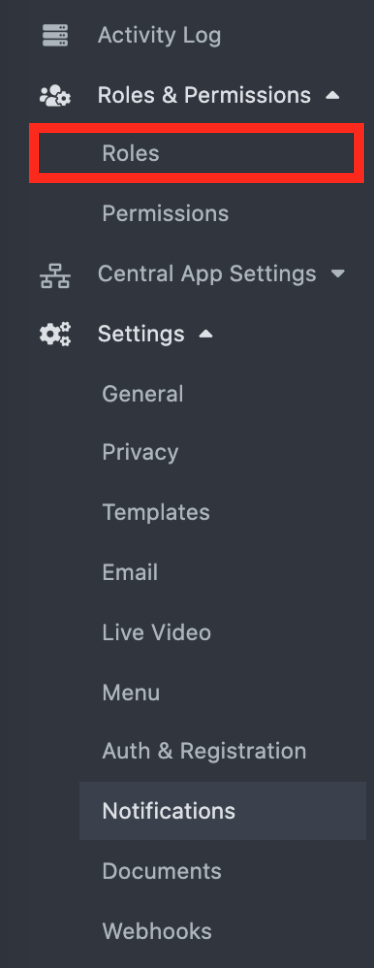 Activity Log
Roles & Permissions
Roles
Permissions
Central App Settings
Settings
General
Privacy
Templates
Email
Live Video
Menu
Auth & Registration
Notifications
Documents
Webhooks